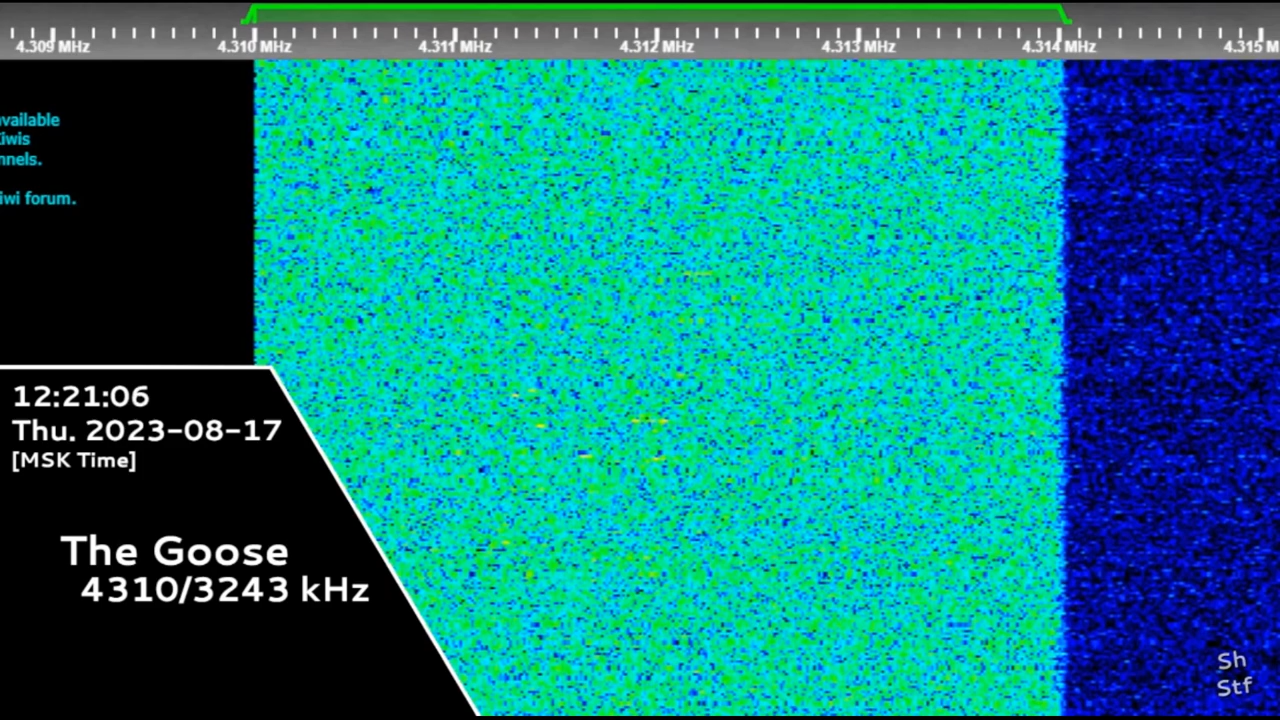 4.309 MHz 4.310 MHz 4.311 MHz 4.312 MHz 4.313 MHz 4.314 MHz 4.315 M
vailable
iwis
nnels.
iwi forum.
12:21:06
Thu. 2023-08-17
[MSK Time]
The Goose
4310/3243 kHz
Sh
Stf